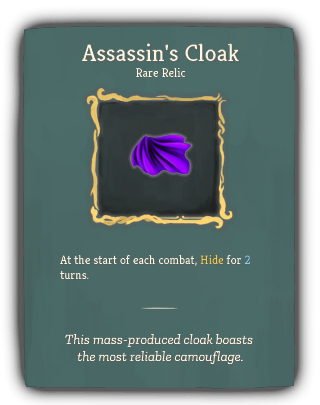 Assassin's Cloak
Rare Relic
At the start of each combat, Hide for 2
turns.
This mass-produced cloak boasts
the most reliable camouflage.